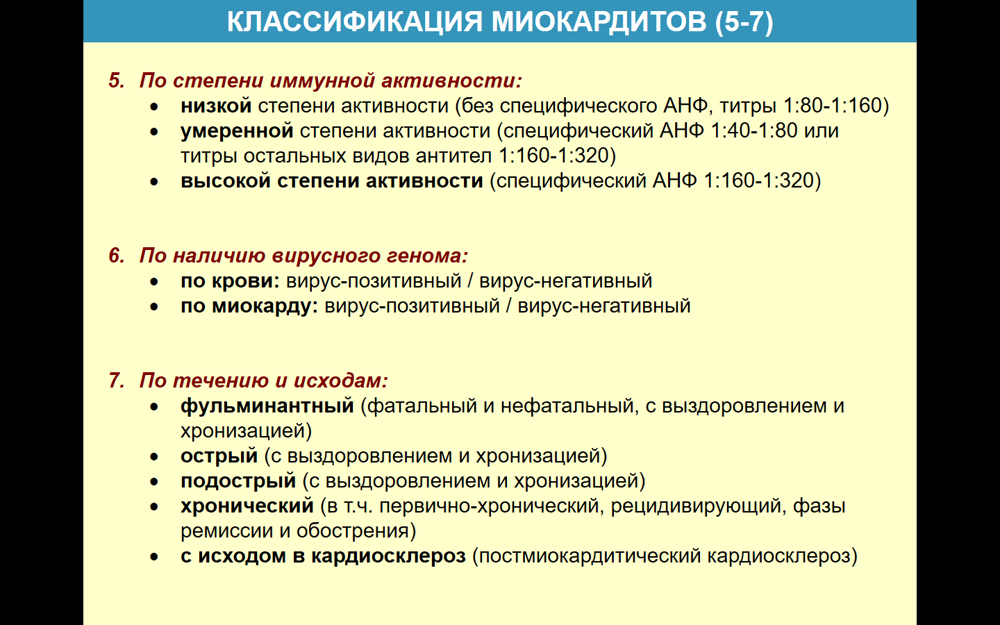 КЛАССИФИКАЦИЯ МИОКАРДИТОВ (5-7)
5. По степени иммунной активности:
● низкой степени активности (без специфического АНФ, титры 1:80-1:160)
● умеренной степени активности (специфический АНФ 1:40-1:80 или
титры остальных видов антител 1:160-1:320)
● высокой степени активности (специфический АНФ 1:160-1:320)
6. По наличию вирусного генома:
● по крови: вирус-позитивный / вирус-негативный
● по миокарду: вирус-позитивный / вирус-негативный
7. По течению и исходам:
● фульминантный (фатальный и нефатальный, с выздоровлением и
хронизацией)
● острый (с выздоровлением и хронизацией)
● подострый (с выздоровлением и хронизацией)
● хронический (в т.ч. первично-хронический, рецидивирующий, фазы
ремиссии и обострения)
● с исходом в кардиосклероз (постмиокардитический кардиосклероз)